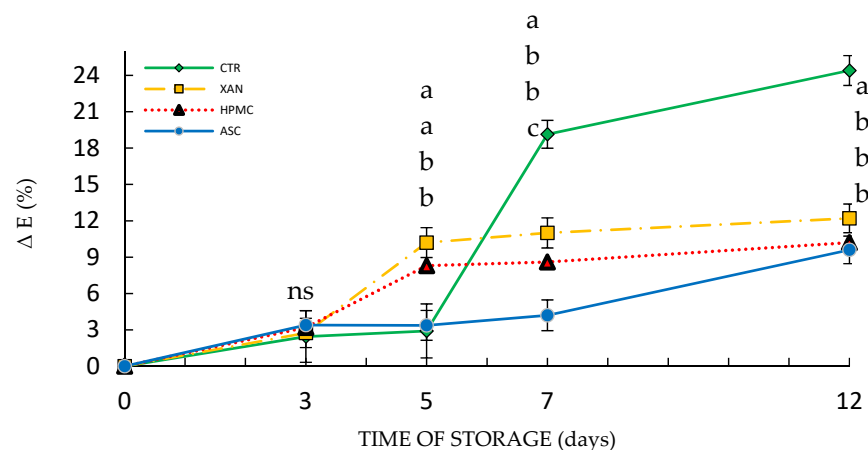 a
b
b
c
24
21
18
15
12
9
6
3
0
Δ E (%)
CTR
XAN
HPMC
ASC
a
a
b
b
a
b
b
b
ns
0
3
5
7
12
TIME OF STORAGE (days)